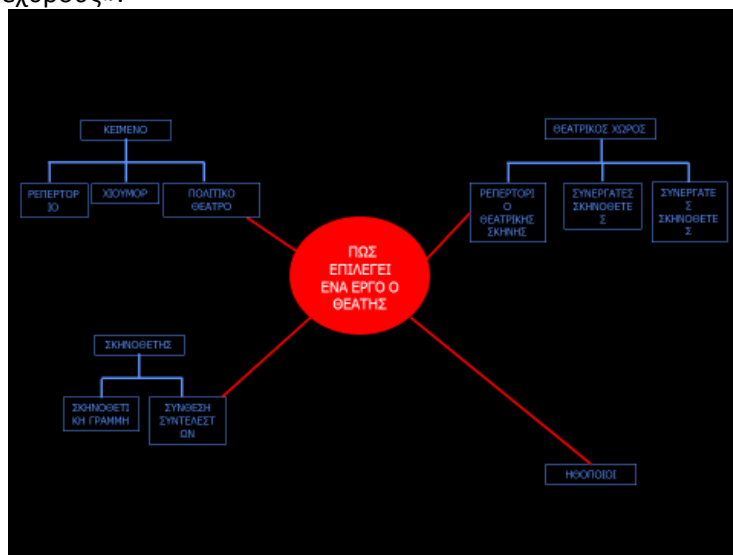 εχορους».
ΚΕΙΜΕΝΟ
ΡΕΠΕΡΤΟΡ
ΙΟ
ΧΙΟΥΜΟΡ
ΠΟΛΙΤΙΚΟ
ΘΕΑΤΡΟ
ΘΕΑΤΡΙΚΟΣ ΧΩΡΟΣ
ΡΕΠΕΡΤΟΡΙ
Ο
ΘΕΑΤΡΙΚΗΣ
ΣΚΗΝΗΣ
ΣΥΝΕΡΓΑΤΕΣ
ΣΚΗΝΟΘΕΤΕ
Σ
ΣΥΝΕΡΓΑΤΕ
Σ
ΣΚΗΝΟΘΕΤΕ
Σ
ΠΩΣ
ΕΠΙΛΕΓΕΙ
ΕΝΑ ΕΡΓΟ Ο
ΘΕΑΤΗΣ
ΣΚΗΝΟΘΕΤΗΣ
ΣΚΗΝΟΘΕΤΙ
ΚΗ ΓΡΑΜΜΗ
ΣΥΝΘΕΣΗ
ΣΥΝΤΕΛΕΣΤ
ΩΝ
ΗΘΟΠΟΙΟΙ